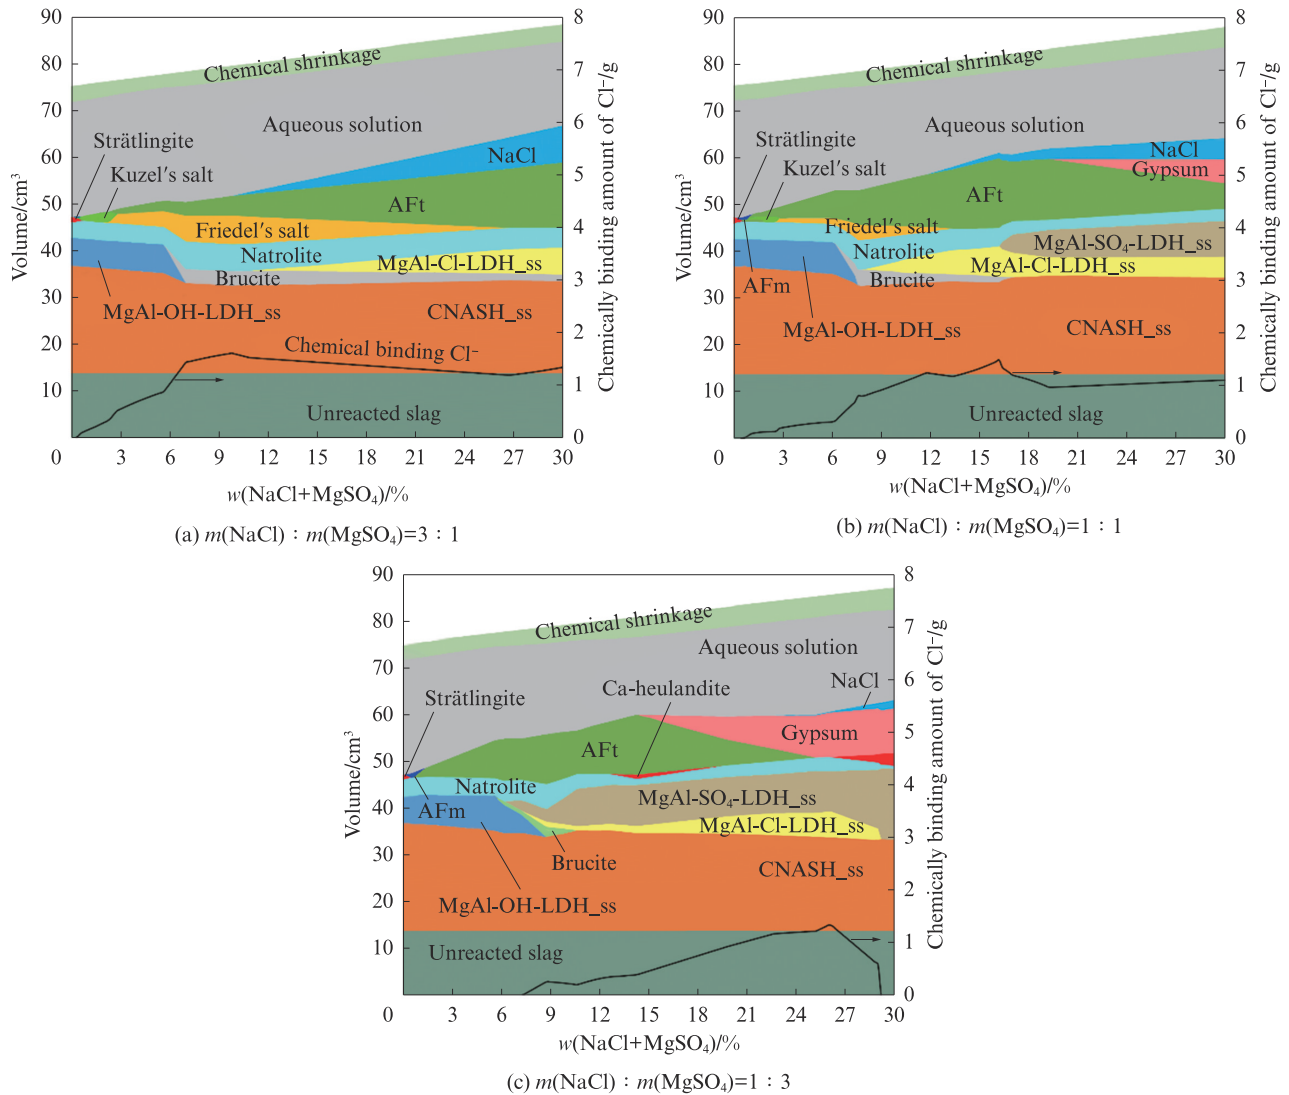 90
80
70
60
50
40
30
20
10
Volume/cm³
8
7
6
5
4
3
2
1
0
Chemically binding amount of Cl⁻/g
Chemical shrinkage
Aqueous solution
Strätlingite
NaCl
Kuzel's salt
AFt
Friedel's salt
Natrolite
MgAl-Cl-LDH_ss
Brucite
MgAl-OH-LDH_ss
CNASH_ss
Chemical binding Cl⁻
Unreacted slag
0 3 6 9 12 15 18 21 24 27 30
w(NaCl+MgSO₄)/%
(a) m(NaCl)：m(MgSO₄)=3：1
90
80
70
60
50
40
30
20
10
Volume/cm³
8
7
6
5
4
3
2
1
0
Chemically binding amount of Cl⁻/g
Chemical shrinkage
Aqueous solution
Strätlingite
NaCl
Kuzel's salt
Gypsum
AFt
Friedel's salt
MgAl-SO₄-LDH_ss
Natrolite
MgAl-Cl-LDH_ss
Brucite
AFm
MgAl-OH-LDH_ss
CNASH_ss
Unreacted slag
0 3 6 9 12 15 18 21 24 27 30
w(NaCl+MgSO₄)/%
(b) m(NaCl)：m(MgSO₄)=1：1
90
80
70
60
50
40
30
20
10
Volume/cm³
8
7
6
5
4
3
2
1
0
Chemically binding amount of Cl⁻/g
Chemical shrinkage
Aqueous solution
Strätlingite
Ca-heulandite
NaCl
Gypsum
AFt
Natrolite
MgAl-SO₄-LDH_ss
AFm
MgAl-Cl-LDH_ss
Brucite
CNASH_ss
MgAl-OH-LDH_ss
Unreacted slag
0 3 6 9 12 15 18 21 24 27 30
w(NaCl+MgSO₄)/%
(c) m(NaCl)：m(MgSO₄)=1：3